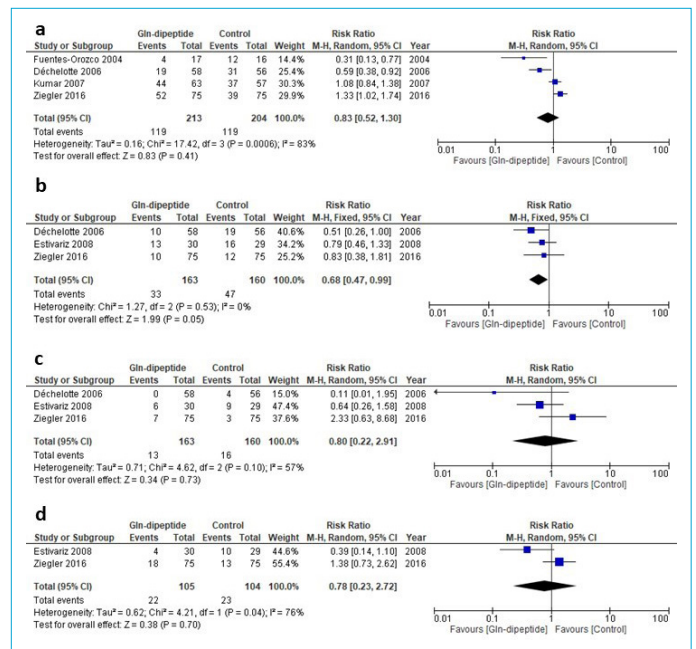 a
Gln-dipeptide Control Risk Ratio Risk Ratio
Study or Subgroup Events Total Events Total Weight M-H, Random, 95% CI Year M-H, Random, 95% CI
Fuentes-Orozco 2004 4 17 12 16 14.4% 0.31 [0.13, 0.77] 2004
Déchelotte 2006 19 58 31 56 25.4% 0.59 [0.38, 0.92] 2006
Kumar 2007 44 63 37 57 30.3% 1.08 [0.84, 1.38] 2007
Ziegler 2016 52 75 39 75 29.9% 1.33 [1.02, 1.74] 2016
Total (95% CI) 213 204 100.0% 0.83 [0.52, 1.30]
Total events 119 119
Heterogeneity: Tau² = 0.16; Chi² = 17.42, df = 3 (P = 0.0006); I² = 83%
Test for overall effect: Z = 0.83 (P = 0.41)
0.01 0.1 1 10 100
Favours [Gln-dipeptide] Favours [Control]
b
Gln-dipeptide Control Risk Ratio Risk Ratio
Study or Subgroup Events Total Events Total Weight M-H, Fixed, 95% CI Year M-H, Fixed, 95% CI
Déchelotte 2006 10 58 19 56 40.6% 0.51 [0.26, 1.00] 2006
Estivariz 2008 13 30 16 29 34.2% 0.79 [0.46, 1.33] 2008
Ziegler 2016 10 75 12 75 25.2% 0.83 [0.38, 1.81] 2016
Total (95% CI) 163 160 100.0% 0.68 [0.47, 0.99]
Total events 33 47
Heterogeneity: Chi² = 1.27, df = 2 (P = 0.53); I² = 0%
Test for overall effect: Z = 1.99 (P = 0.05)
0.01 0.1 1 10 100
Favours [Gln-dipeptide] Favours [Control]
c
Gln-dipeptide Control Risk Ratio Risk Ratio
Study or Subgroup Events Total Events Total Weight M-H, Random, 95% CI Year M-H, Random, 95% CI
Déchelotte 2006 0 58 4 56 15.0% 0.11 [0.01, 1.95] 2006
Estivariz 2008 6 30 9 29 47.4% 0.64 [0.26, 1.58] 2008
Ziegler 2016 7 75 3 75 37.6% 2.33 [0.63, 8.68] 2016
Total (95% CI) 163 160 100.0% 0.80 [0.22, 2.91]
Total events 13 16
Heterogeneity: Tau² = 0.71; Chi² = 4.62, df = 2 (P = 0.10); I² = 57%
Test for overall effect: Z = 0.34 (P = 0.73)
0.01 0.1 1 10 100
Favours [Gln-dipeptide] Favours [Control]
d
Gln-dipeptide Control Risk Ratio Risk Ratio
Study or Subgroup Events Total Events Total Weight M-H, Random, 95% CI Year M-H, Random, 95% CI
Estivariz 2008 4 30 10 29 44.6% 0.39 [0.14, 1.10] 2008
Ziegler 2016 18 75 13 75 55.4% 1.38 [0.73, 2.62] 2016
Total (95% CI) 105 104 100.0% 0.78 [0.23, 2.72]
Total events 22 23
Heterogeneity: Tau² = 0.62; Chi² = 4.21, df = 1 (P = 0.04); I² = 76%
Test for overall effect: Z = 0.38 (P = 0.70)
0.01 0.1 1 10 100
Favours [Gln-dipeptide] Favours [Control]